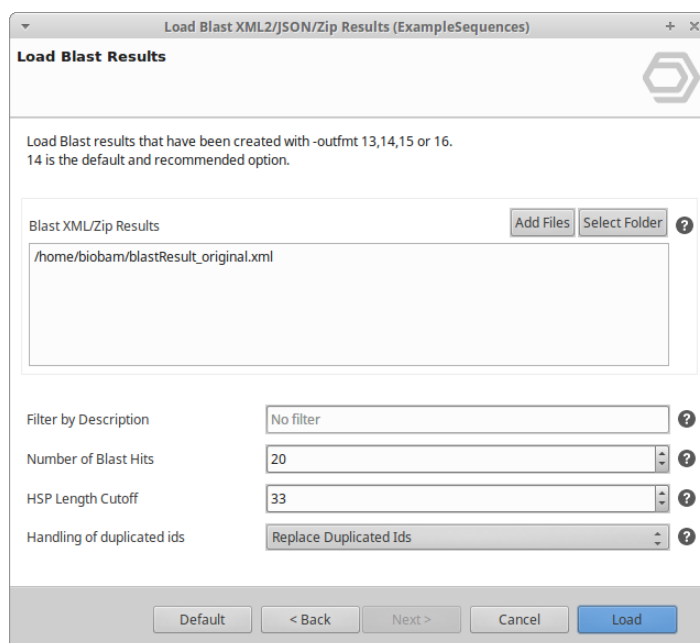 Load Blast XML2/JSON/Zip Results (ExampleSequences)
Load Blast Results
Load Blast results that have been created with -outfmt 13,14,15 or 16.
14 is the default and recommended option.
Blast XML/Zip Results
Add Files
Select Folder
?
/home/biobam/blastResult_original.xml
Filter by Description
No filter
?
Number of Blast Hits
20
?
HSP Length Cutoff
33
?
Handling of duplicated ids
Replace Duplicated Ids
?
Default
< Back
Next >
Cancel
Load